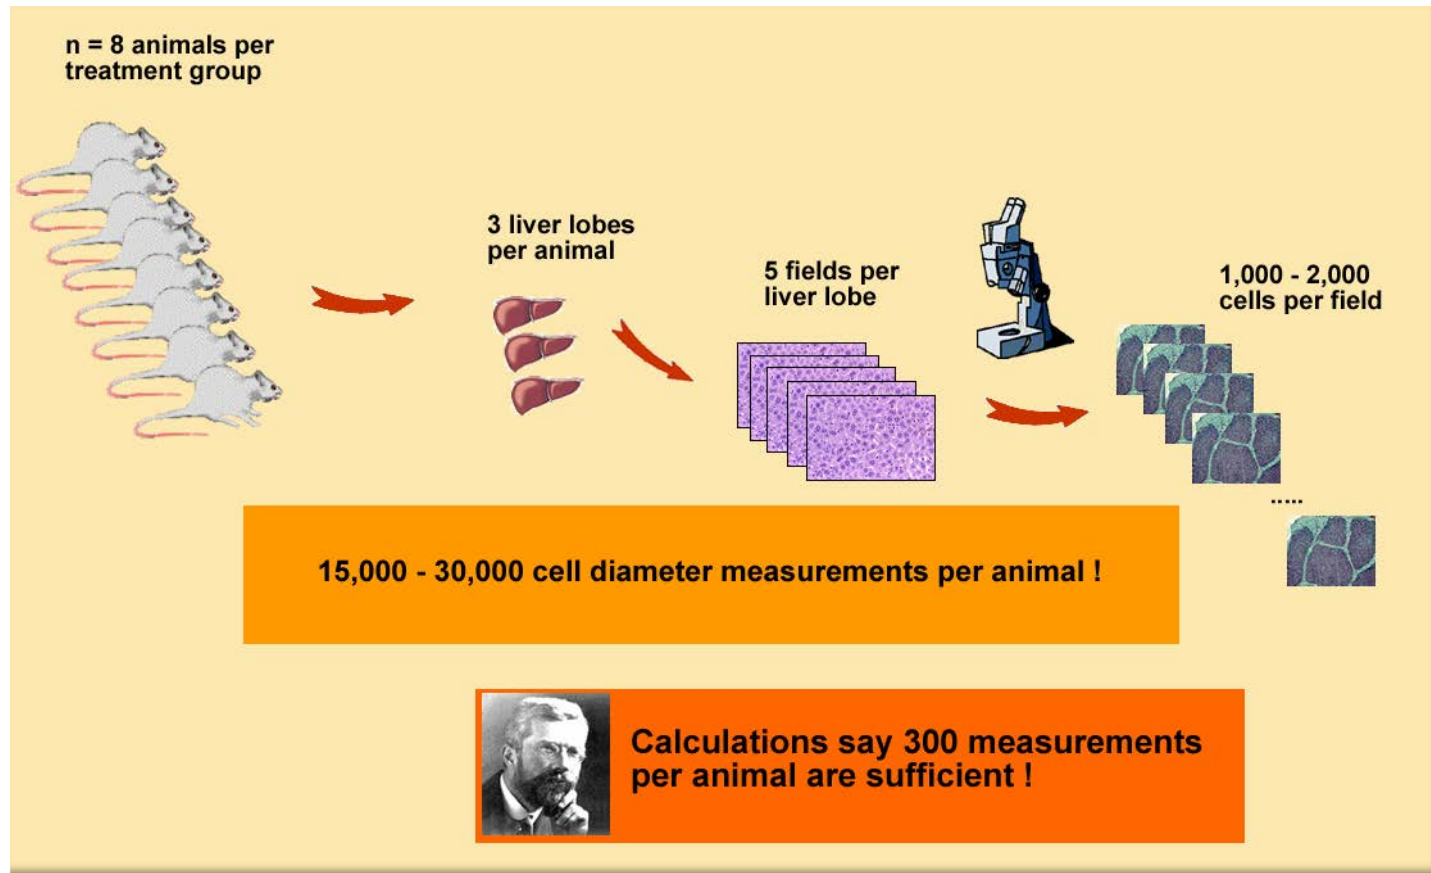 n = 8 animals per
treatment group
3 liver lobes
per animal
5 fields per
liver lobe
1,000 - 2,000
cells per field
.....
15,000 - 30,000 cell diameter measurements per animal !
Calculations say 300 measurements
per animal are sufficient !